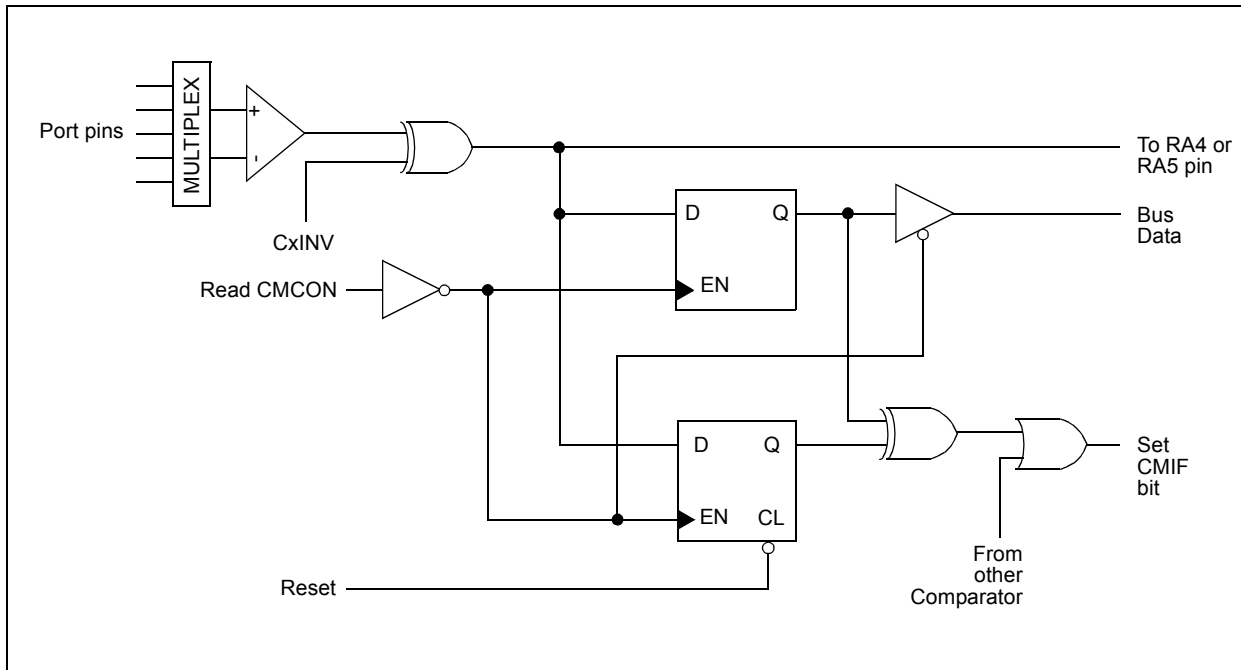 MULTIPLEX
+
-
Port pins
CxINV
To RA4 or
RA5 pin
D
Q
EN
Bus
Data
Read CMCON
D
Q
EN
CL
Set
CMIF
bit
From
other
Comparator
Reset